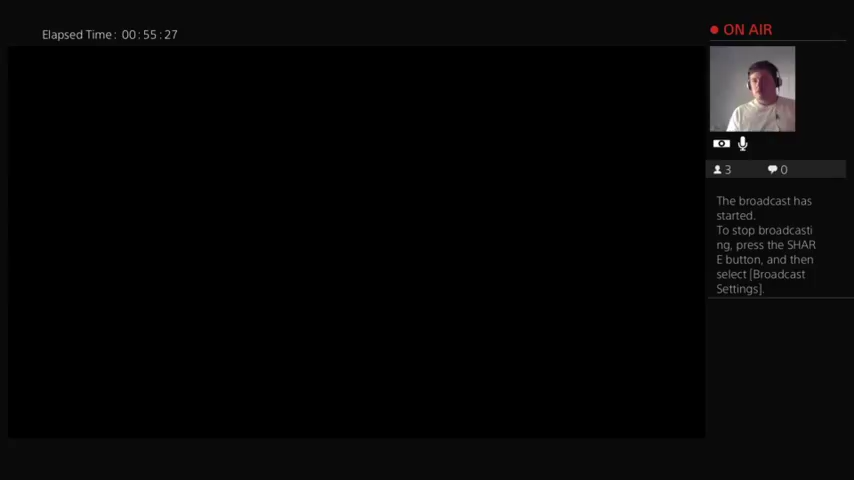 Elapsed Time: 00:55:27
ON AIR
3 0
The broadcast has
started.
To stop broadcasti
ng, press the SHAR
E button, and then
select [Broadcast
Settings].